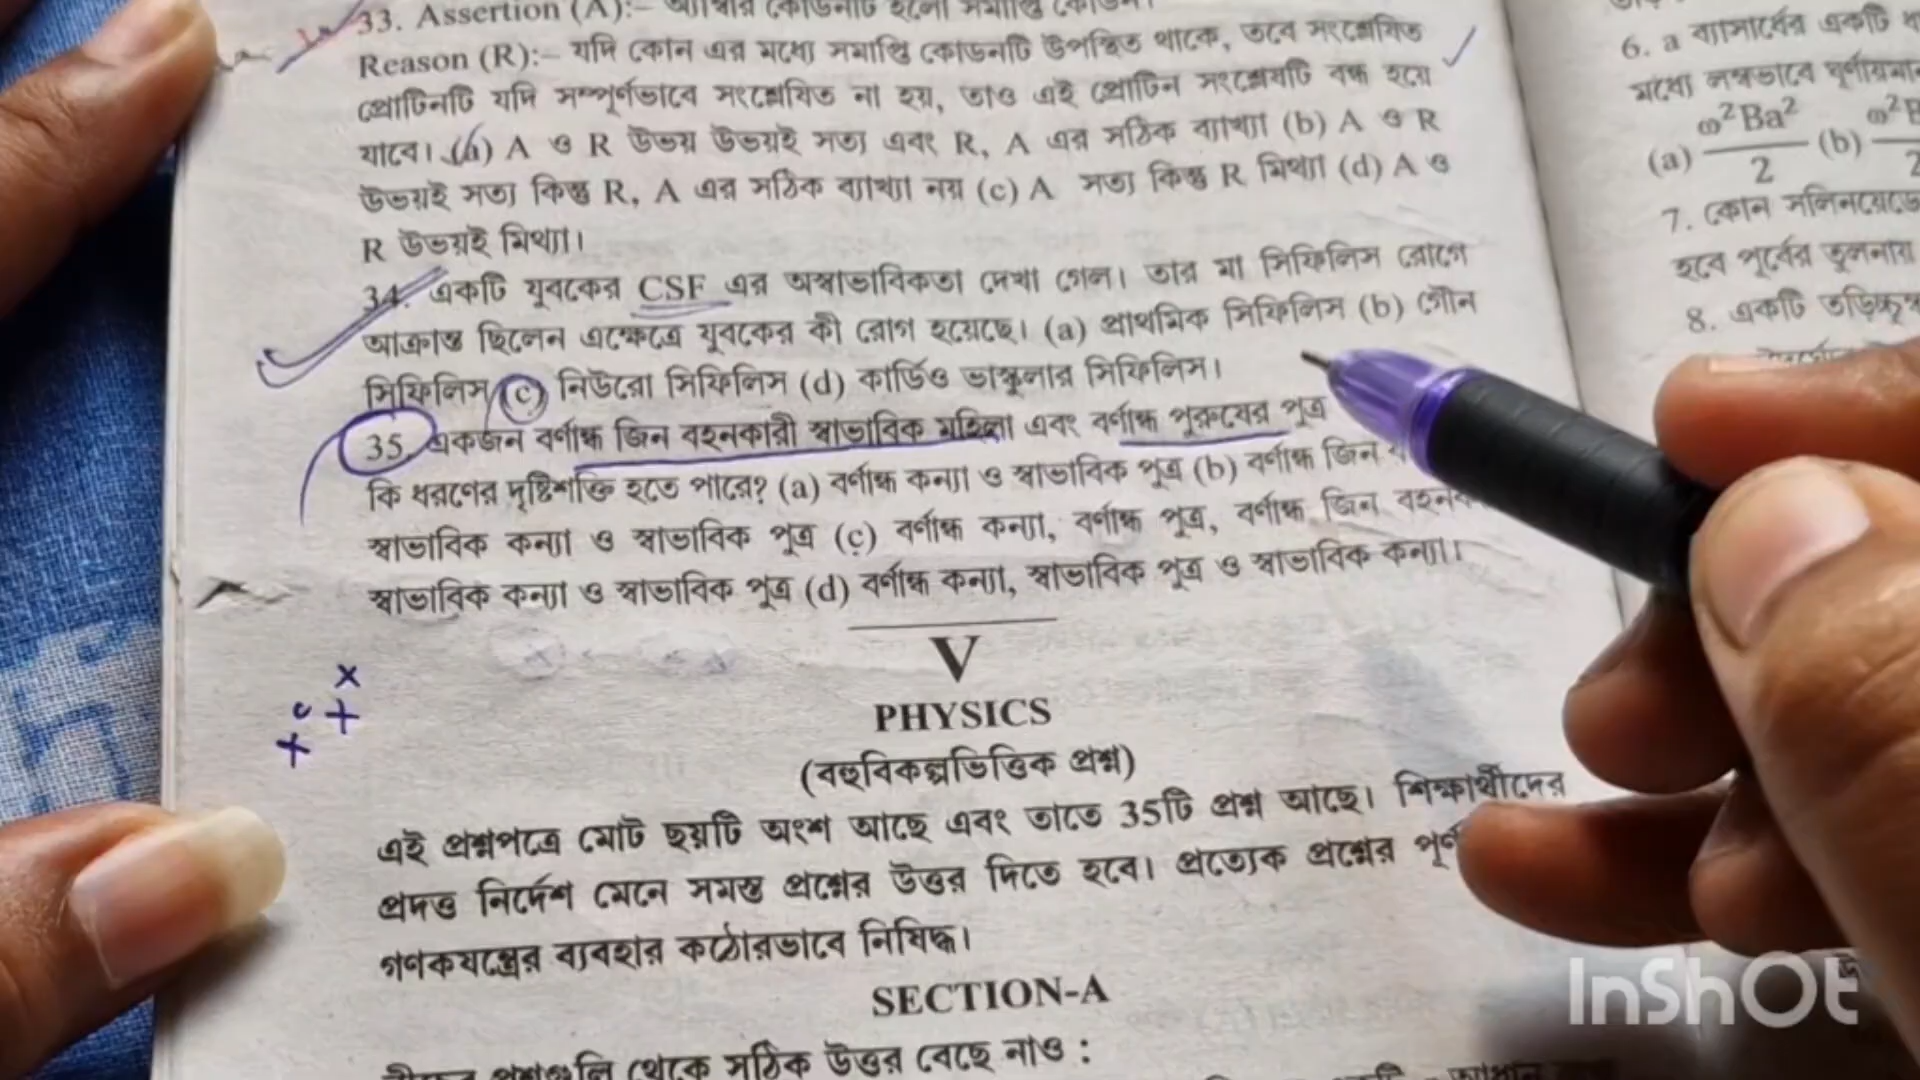 33. Assertion (A):– অ্যাম্বার কোডনটি হলো সমাপ্তি কোডন।
Reason (R):– যদি কোন এর মধ্যে সমাপ্তি কোডনটি উপস্থিত থাকে, তবে সংশ্লেষিত
প্রোটিনটি যদি সম্পূর্ণভাবে সংশ্লেষিত না হয়, তাও এই প্রোটিন সংশ্লেষটি বন্ধ হয়ে
যাবে। (a) A ও R উভয় উভয়ই সত্য এবং R, A এর সঠিক ব্যাখ্যা (b) A ও R
উভয়ই সত্য কিন্তু R, A এর সঠিক ব্যাখ্যা নয় (c) A সত্য কিন্তু R মিথ্যা (d) A ও
R উভয়ই মিথ্যা।
34. একটি যুবকের CSF এর অস্বাভাবিকতা দেখা গেল। তার মা সিফিলিস রোগে
আক্রান্ত ছিলেন এক্ষেত্রে যুবকের কী রোগ হয়েছে। (a) প্রাথমিক সিফিলিস (b) গৌন
সিফিলিস (c) নিউরো সিফিলিস (d) কার্ডিও ভাস্কুলার সিফিলিস।
35. একজন বর্ণান্ধ জিন বহনকারী স্বাভাবিক মহিলা এবং বর্ণান্ধ পুরুষের পুত্র
কি ধরণের দৃষ্টিশক্তি হতে পারে? (a) বর্ণান্ধ কন্যা ও স্বাভাবিক পুত্র (b) বর্ণান্ধ জিন
স্বাভাবিক কন্যা ও স্বাভাবিক পুত্র (c) বর্ণান্ধ কন্যা, বর্ণান্ধ পুত্র, বর্ণান্ধ জিন
স্বাভাবিক কন্যা ও স্বাভাবিক পুত্র (d) বর্ণান্ধ কন্যা, স্বাভাবিক পুত্র ও স্বাভাবিক কন্যা।
V
PHYSICS
(বহুবিকল্পভিত্তিক প্রশ্ন)
এই প্রশ্নপত্রে মোট ছয়টি অংশ আছে এবং তাতে 35টি প্রশ্ন আছে। শিক্ষার্থীদের
প্রদত্ত নির্দেশ মেনে সমস্ত প্রশ্নের উত্তর দিতে হবে। প্রত্যেক প্রশ্নের
গণকযন্ত্রের ব্যবহার কঠোরভাবে নিষিদ্ধ।
SECTION-A
নীচের প্রশ্নগুলি থেকে সঠিক উত্তর বেছে নাও :
6. a ব্যাসার্ধের একটি
মধ্যে লম্বভাবে
(a) ω²Ba²/2 (b)
7. কোন সলিনয়েডে
হবে পূর্বের তুলনায়
8. একটি
InShOt